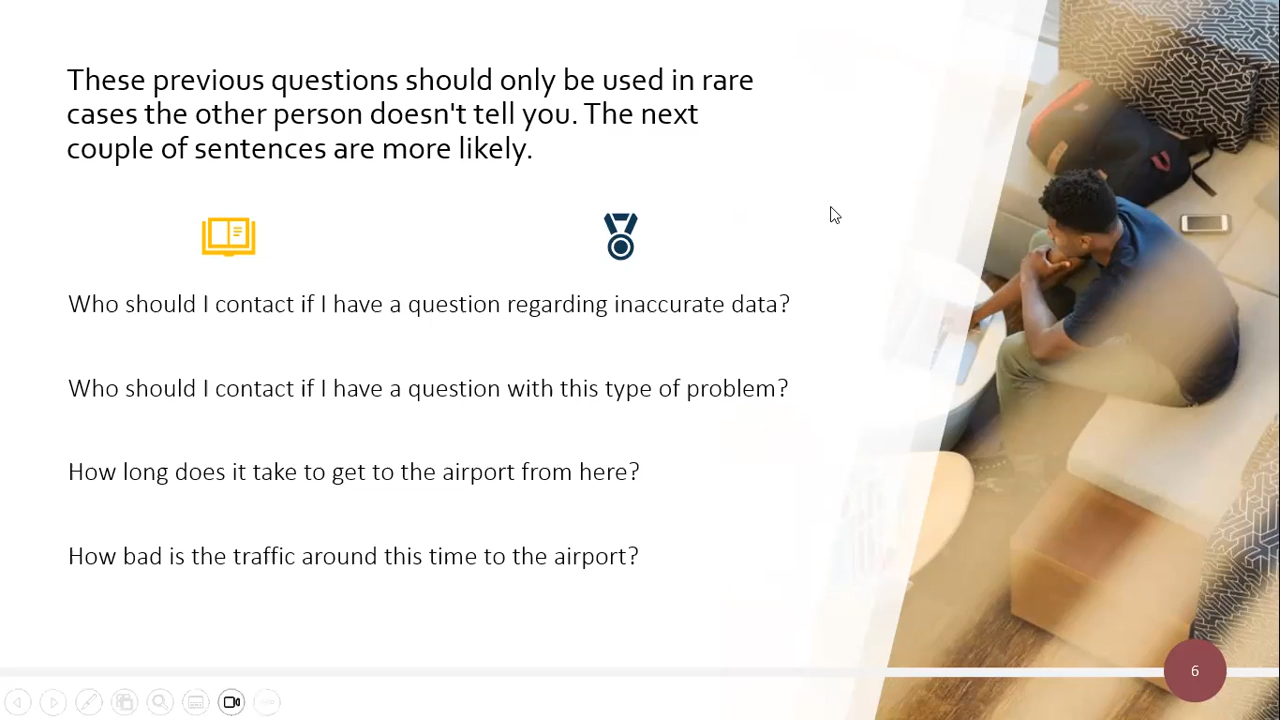 These previous questions should only be used in rare
cases the other person doesn't tell you. The next
couple of sentences are more likely.
Who should I contact if I have a question regarding inaccurate data?
Who should I contact if I have a question with this type of problem?
How long does it take to get to the airport from here?
How bad is the traffic around this time to the airport?
6